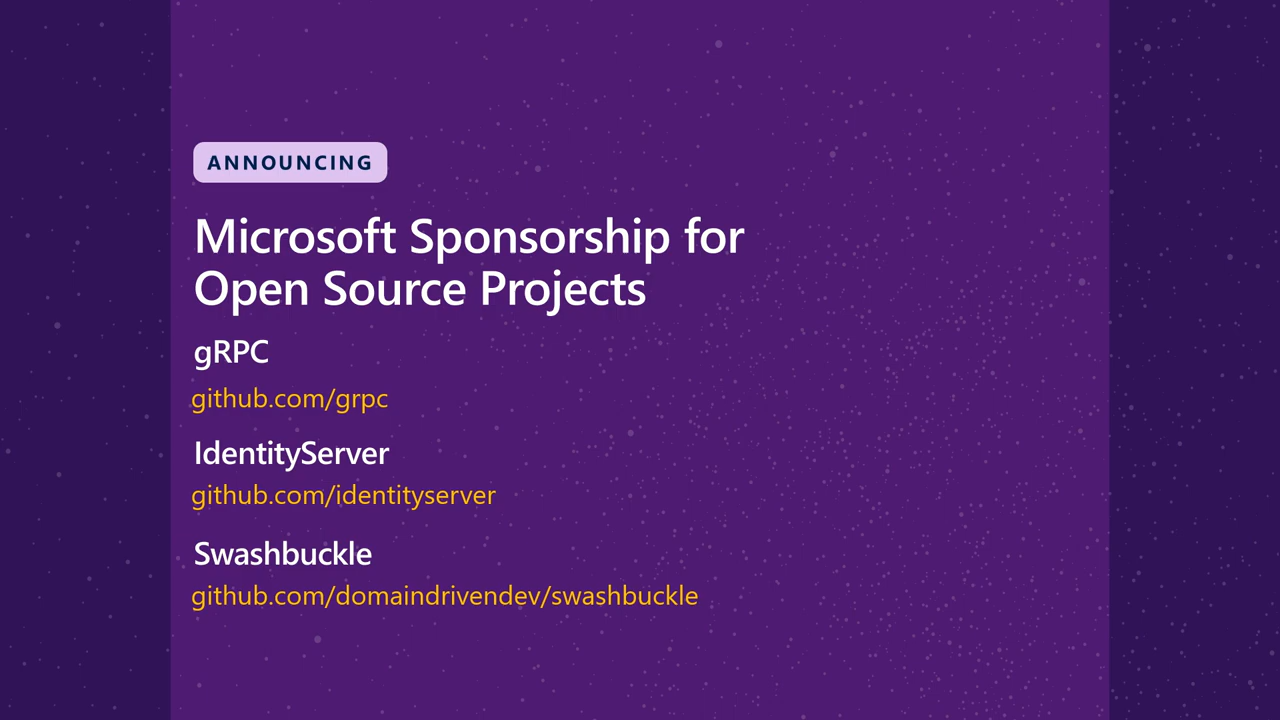 ANNOUNCING
Microsoft Sponsorship for
Open Source Projects
gRPC
github.com/grpc
IdentityServer
github.com/identityserver
Swashbuckle
github.com/domaindrivendev/swashbuckle